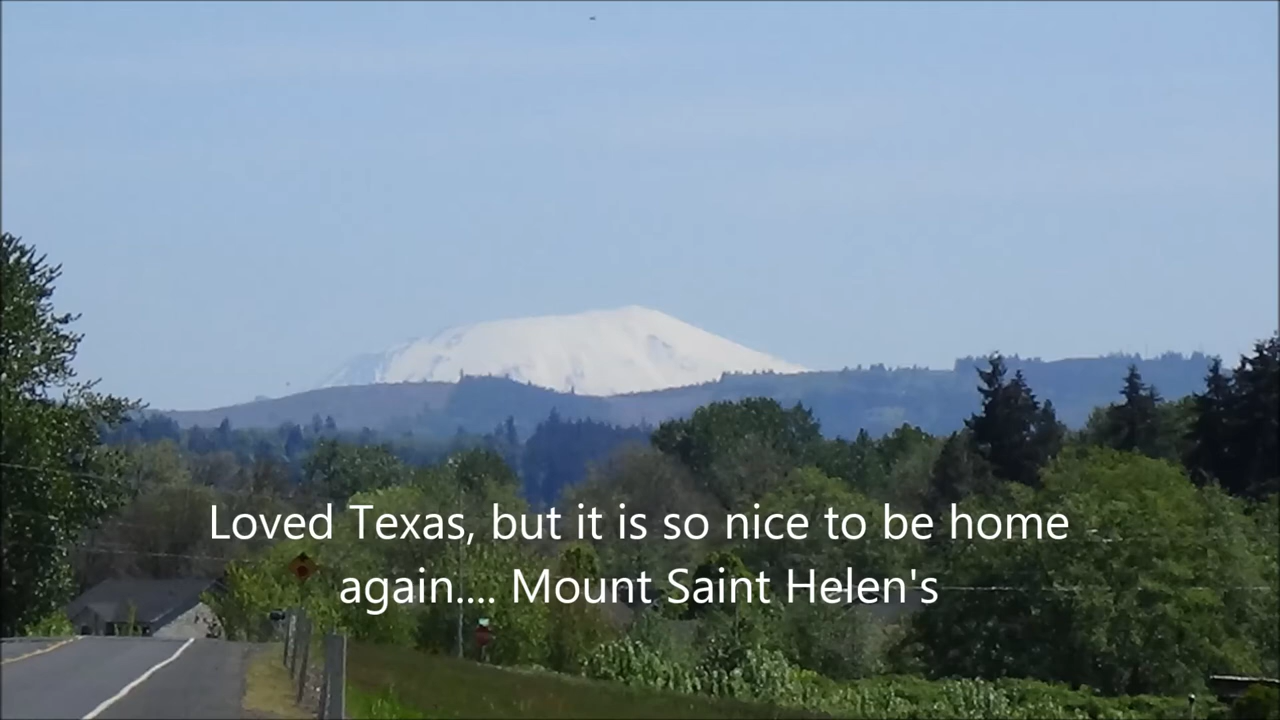 Loved Texas, but it is so nice to be home
again.... Mount Saint Helen's